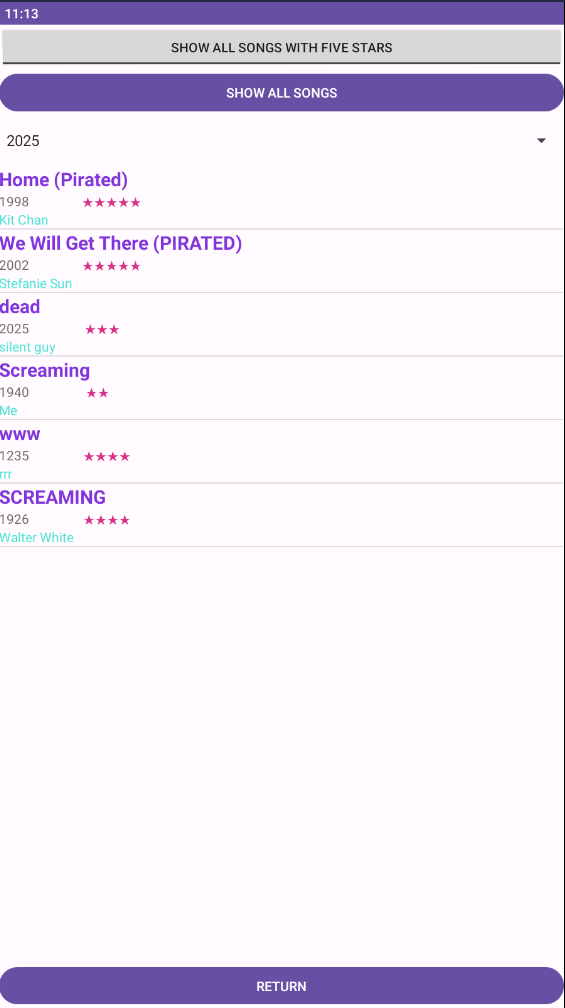 11:13
SHOW ALL SONGS WITH FIVE STARS
SHOW ALL SONGS
2025
Home (Pirated)
1998 ★★★★★
Kit Chan
We Will Get There (PIRATED)
2002 ★★★★★
Stefanie Sun
dead
2025 ★★★
silent guy
Screaming
1940 ★★
Me
www
1235 ★★★★
rrr
SCREAMING
1926 ★★★★
Walter White
RETURN